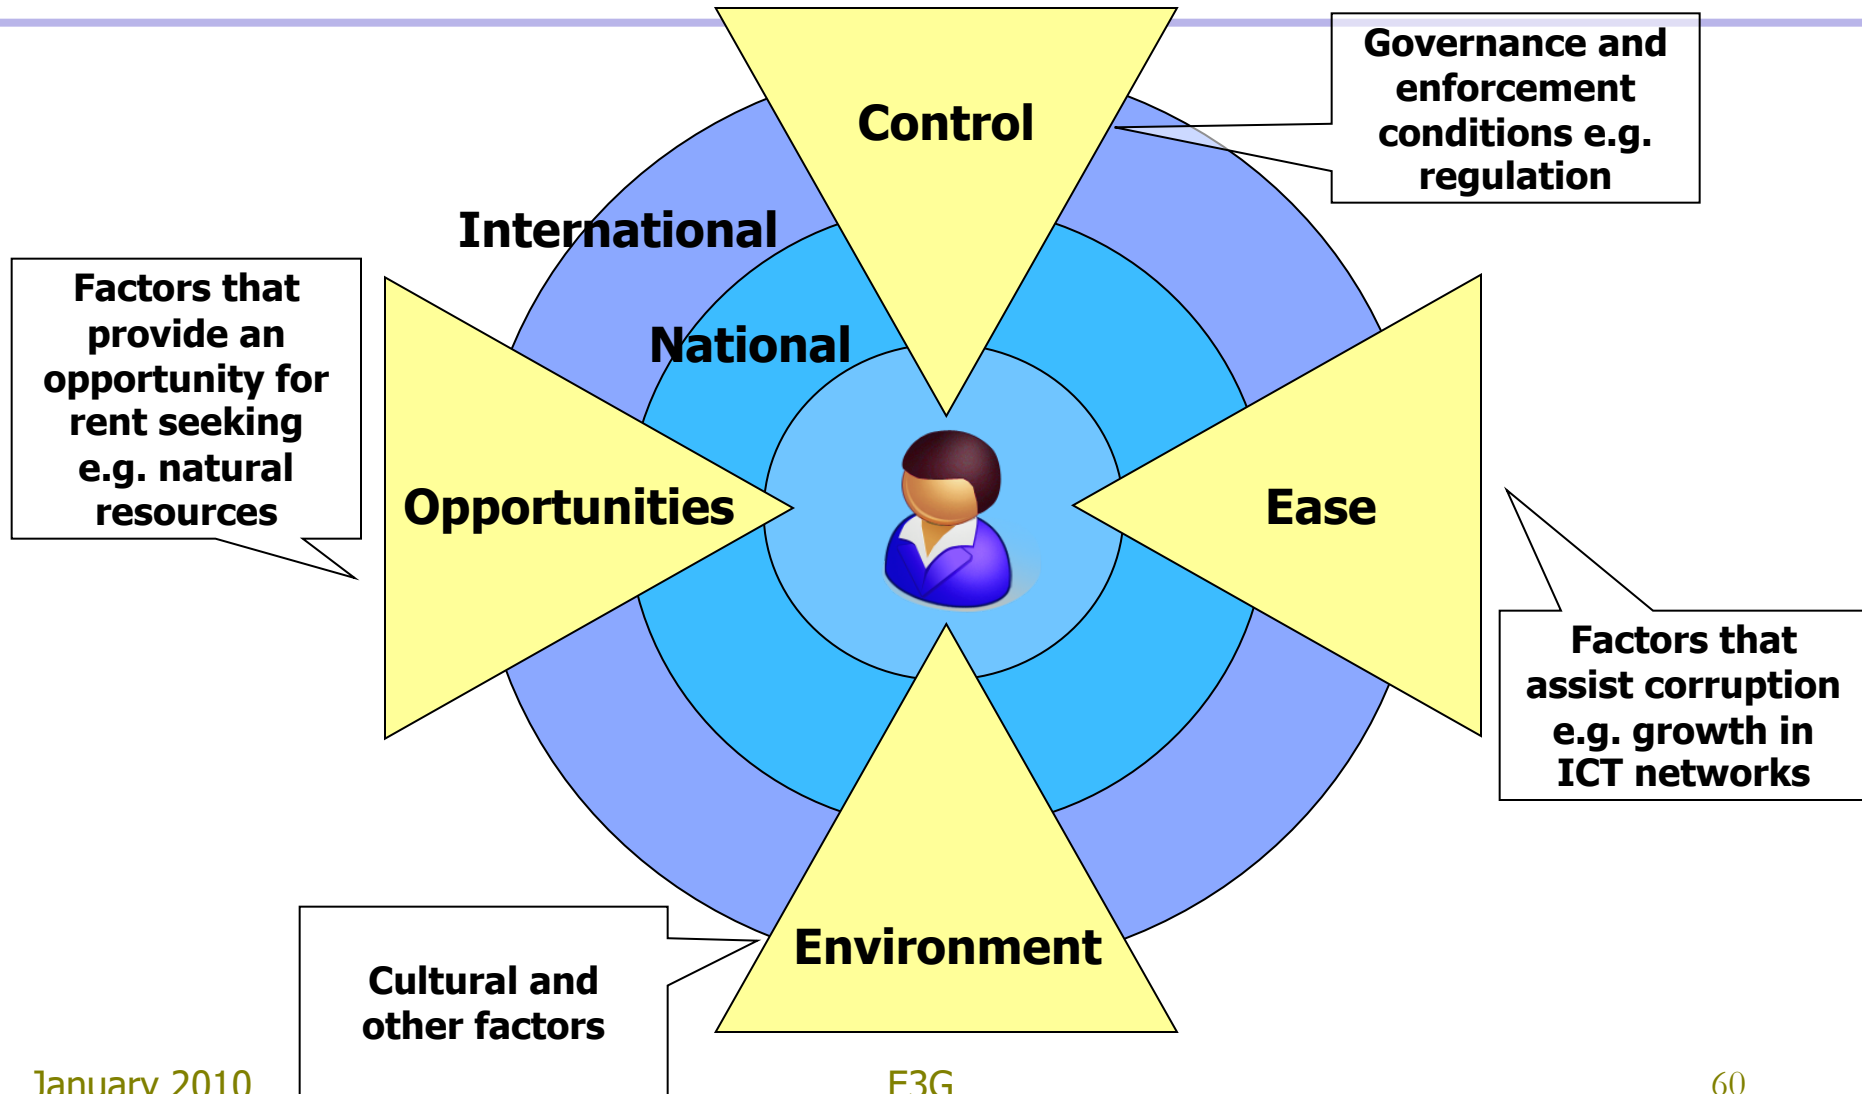 Control
Governance and
enforcement
conditions e.g.
regulation
International
National
Factors that
provide an
opportunity for
rent seeking
e.g. natural
resources
Opportunities
Ease
Factors that
assist corruption
e.g. growth in
ICT networks
Environment
Cultural and
other factors
January 2010
E3G
60